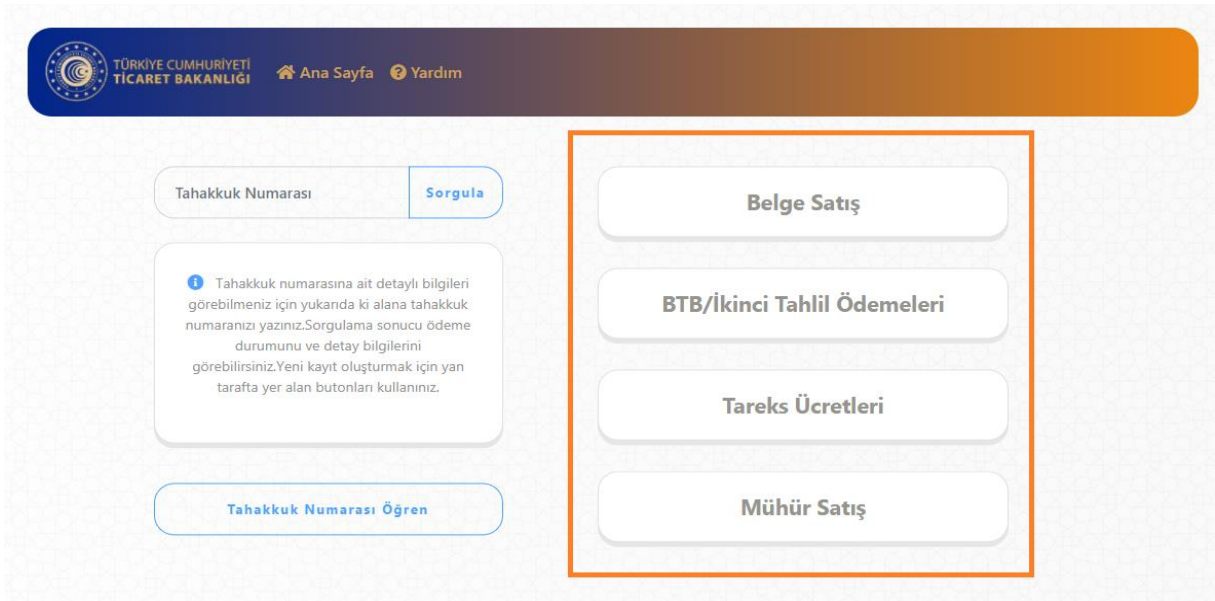 TÜRKİYE CUMHURİYETİ
TİCARET BAKANLIĞI
Ana Sayfa
Yardım
Tahakkuk Numarası
Sorgula
Tahakkuk numarasına ait detaylı bilgileri
görebilmeniz için yukarıda ki alana tahakkuk
numaranızı yazınız.Sorgulama sonucu ödeme
durumunu ve detay bilgilerini
görebilirsiniz.Yeni kayıt oluşturmak için yan
tarafta yer alan butonları kullanınız.
Tahakkuk Numarası Öğren
Belge Satış
BTB/İkinci Tahlil Ödemeleri
Tareks Ücretleri
Mühür Satış